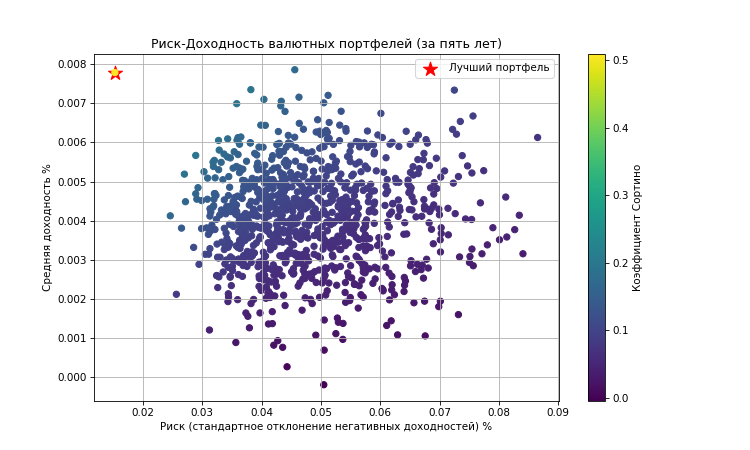 Риск-Доходность валютных портфелей (за пять лет)
Лучший портфель
Средняя доходность %
0.008
0.007
0.006
0.005
0.004
0.003
0.002
0.001
0.000
0.02 0.03 0.04 0.05 0.06 0.07 0.08 0.09
Риск (стандартное отклонение негативных доходностей) %
0.5
0.4
0.3
0.2
0.1
0.0
Коэффициент Сортино